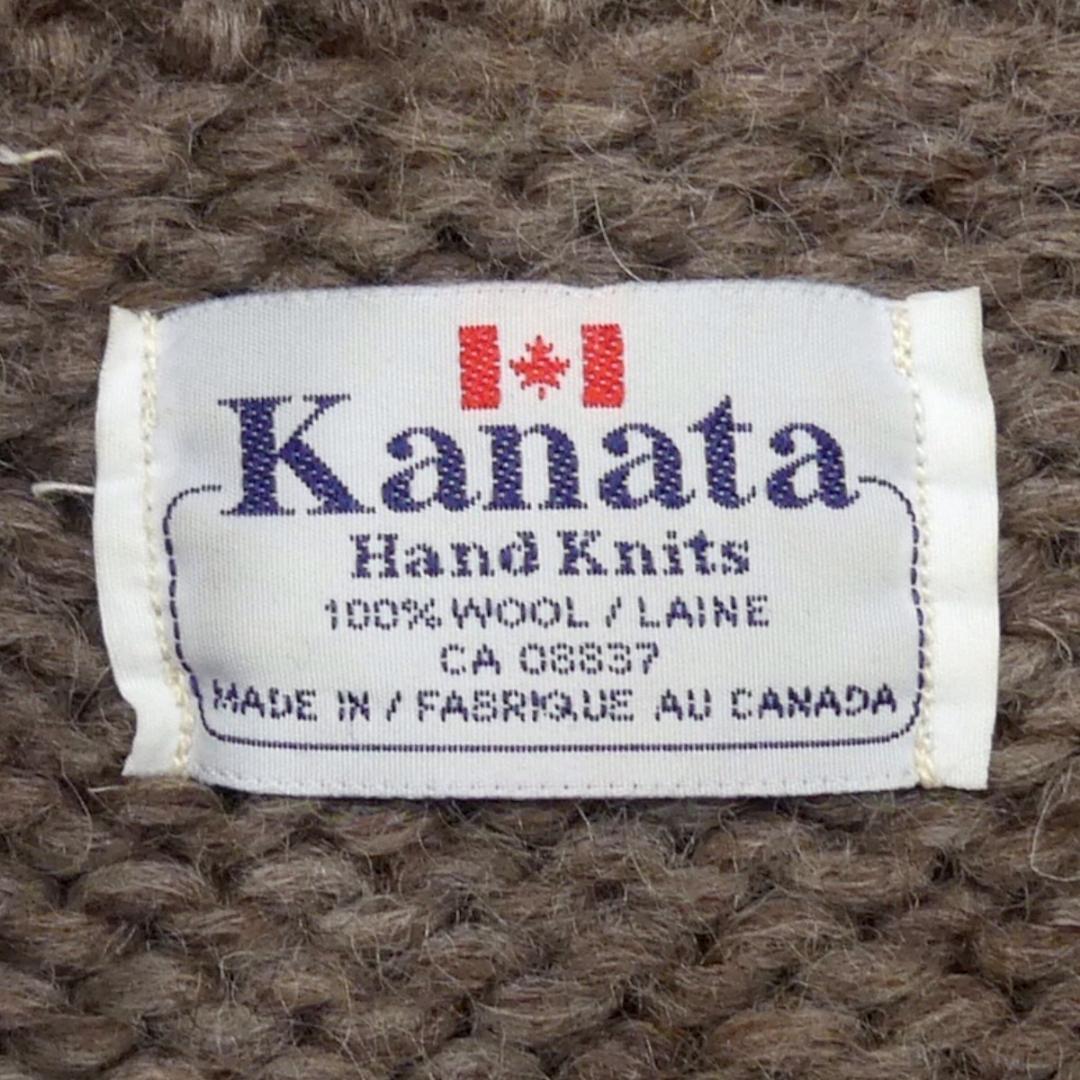 Kanata
Hand Knits
100% WOOL / LAINE
CA 08837
MADE IN / FABRIQUE AU CANADA